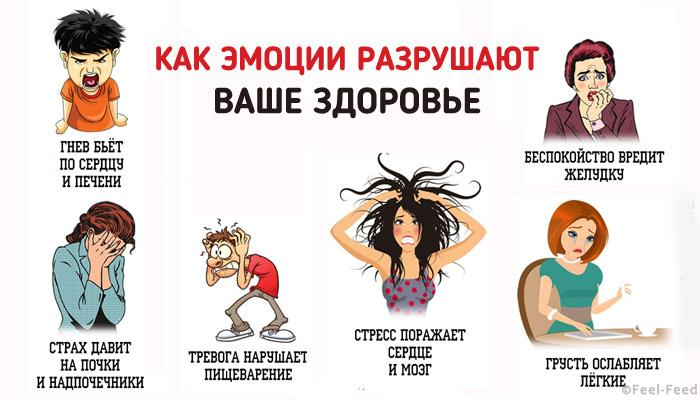 КАК ЭМОЦИИ РАЗРУШАЮТ
ВАШЕ ЗДОРОВЬЕ
ГНЕВ БЬЁТ
ПО СЕРДЦУ
И ПЕЧЕНИ
БЕСПОКОЙСТВО ВРЕДИТ
ЖЕЛУДКУ
СТРАХ ДАВИТ
НА ПОЧКИ
И НАДПОЧЕЧНИКИ
ТРЕВОГА НАРУШАЕТ
ПИЩЕВАРЕНИЕ
СТРЕСС ПОРАЖАЕТ
СЕРДЦЕ
И МОЗГ
ГРУСТЬ ОСЛАБЛЯЕТ
ЛЁГКИЕ
©Feel-Feed